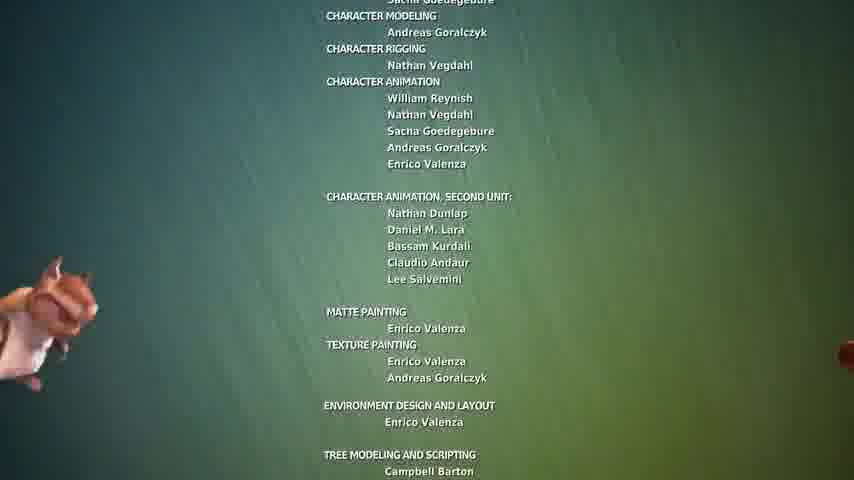 Sacha Goedegebure
CHARACTER MODELING
Andreas Goralczyk
CHARACTER RIGGING
Nathan Vegdahl
CHARACTER ANIMATION
William Reynish
Nathan Vegdahl
Sacha Goedegebure
Andreas Goralczyk
Enrico Valenza
CHARACTER ANIMATION, SECOND UNIT:
Nathan Dunlap
Daniel M. Lara
Bassam Kurdali
Claudio Andaur
Lee Salvemini
MATTE PAINTING
Enrico Valenza
TEXTURE PAINTING
Enrico Valenza
Andreas Goralczyk
ENVIRONMENT DESIGN AND LAYOUT
Enrico Valenza
TREE MODELING AND SCRIPTING
Campbell Barton